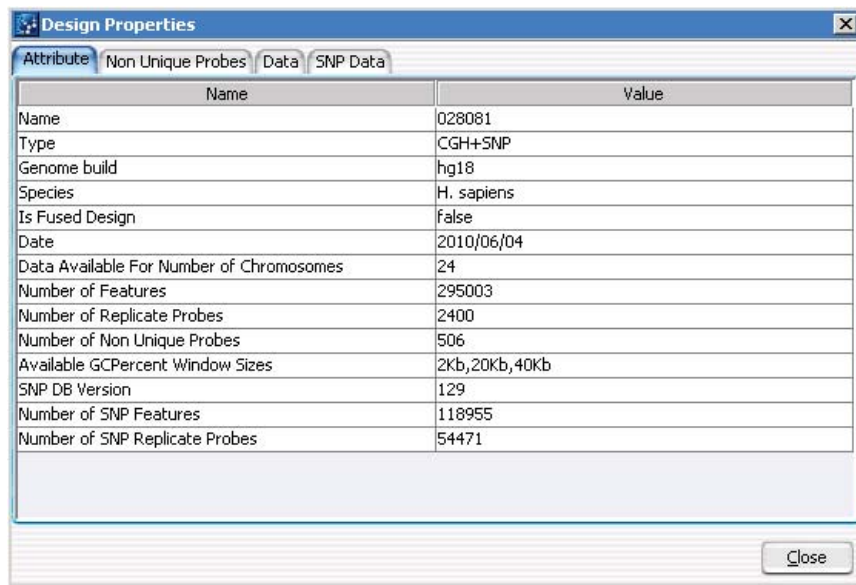 Design Properties
Attribute Non Unique Probes Data SNP Data
Name Value
Name 028081
Type CGH+SNP
Genome build hg18
Species H. sapiens
Is Fused Design false
Date 2010/06/04
Data Available For Number of Chromosomes 24
Number of Features 295003
Number of Replicate Probes 2400
Number of Non Unique Probes 506
Available GCPercent Window Sizes 2Kb,20Kb,40Kb
SNP DB Version 129
Number of SNP Features 118955
Number of SNP Replicate Probes 54471
Close